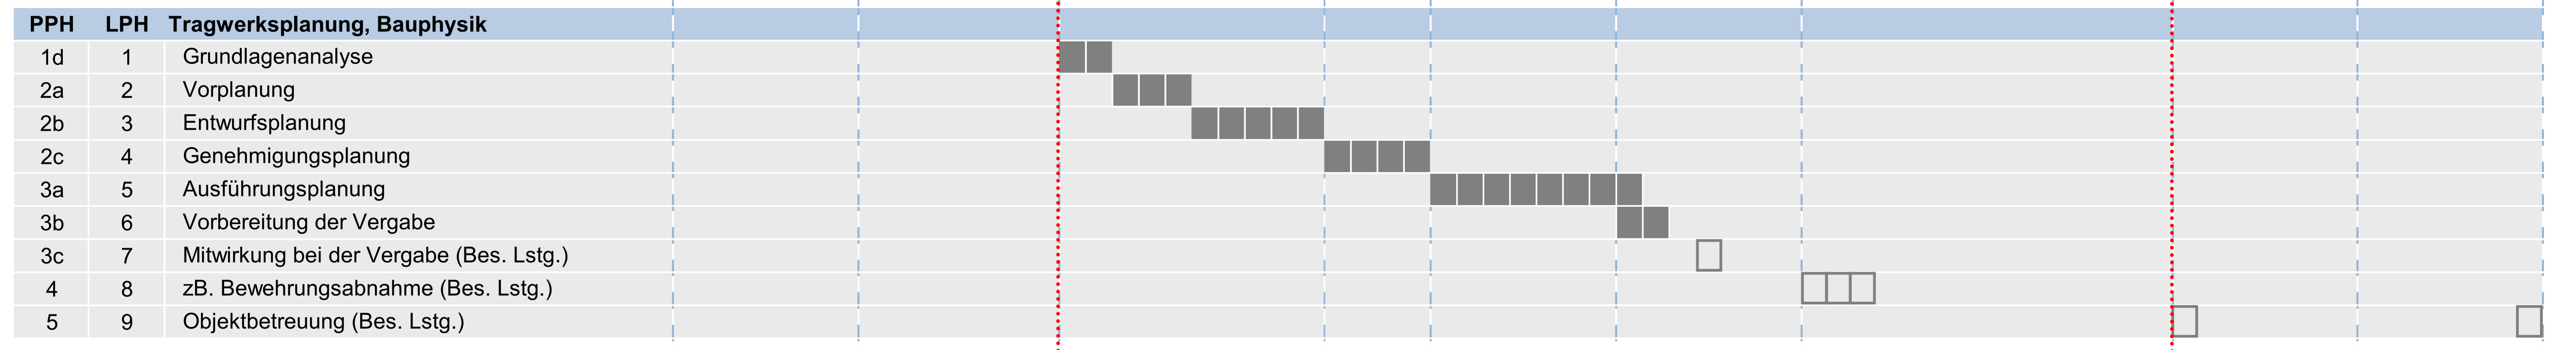 PPH LPH Tragwerksplanung, Bauphysik
1d 1 Grundlagenanalyse
2a 2 Vorplanung
2b 3 Entwurfsplanung
2c 4 Genehmigungsplanung
3a 5 Ausführungsplanung
3b 6 Vorbereitung der Vergabe
3c 7 Mitwirkung bei der Vergabe (Bes. Lstg.)
4 8 zB. Bewehrungsabnahme (Bes. Lstg.)
5 9 Objektbetreuung (Bes. Lstg.)